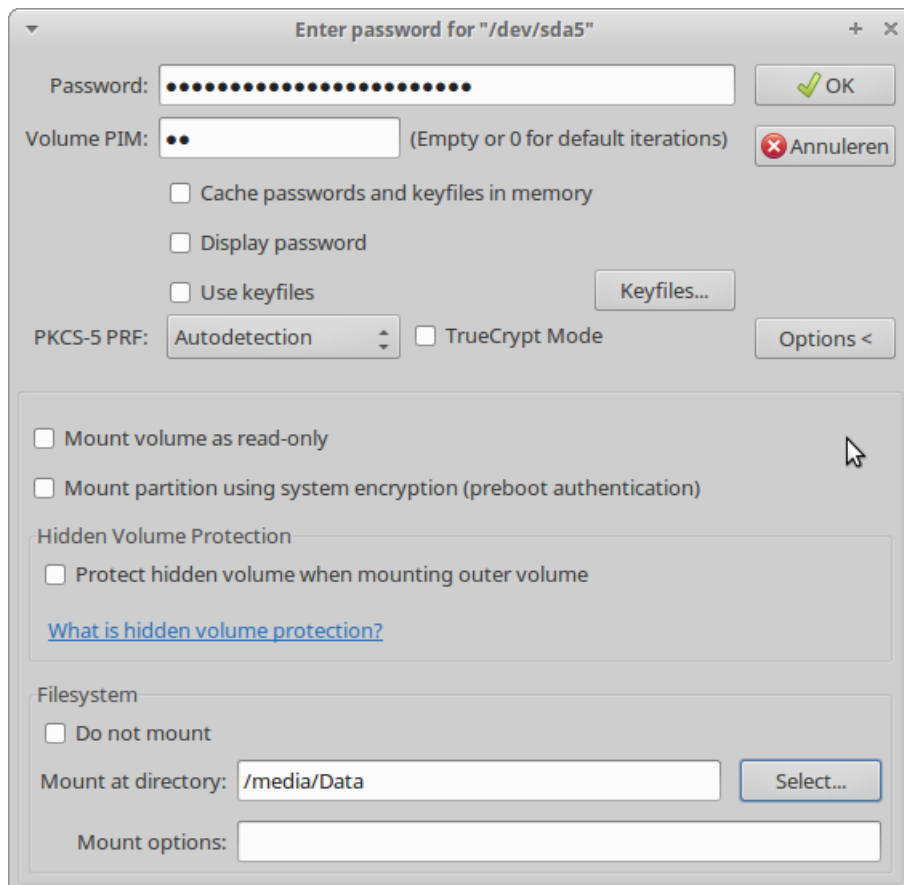 Enter password for "/dev/sda5"
Password: ●●●●●●●●●●●●●●●●●●●●●●●● OK
Volume PIM: ●● (Empty or 0 for default iterations) Annuleren
Cache passwords and keyfiles in memory
Display password
Use keyfiles Keyfiles...
PKCS-5 PRF: Autodetection TrueCrypt Mode Options <
Mount volume as read-only
Mount partition using system encryption (preboot authentication)
Hidden Volume Protection
Protect hidden volume when mounting outer volume
What is hidden volume protection?
Filesystem
Do not mount
Mount at directory: /media/Data Select...
Mount options: